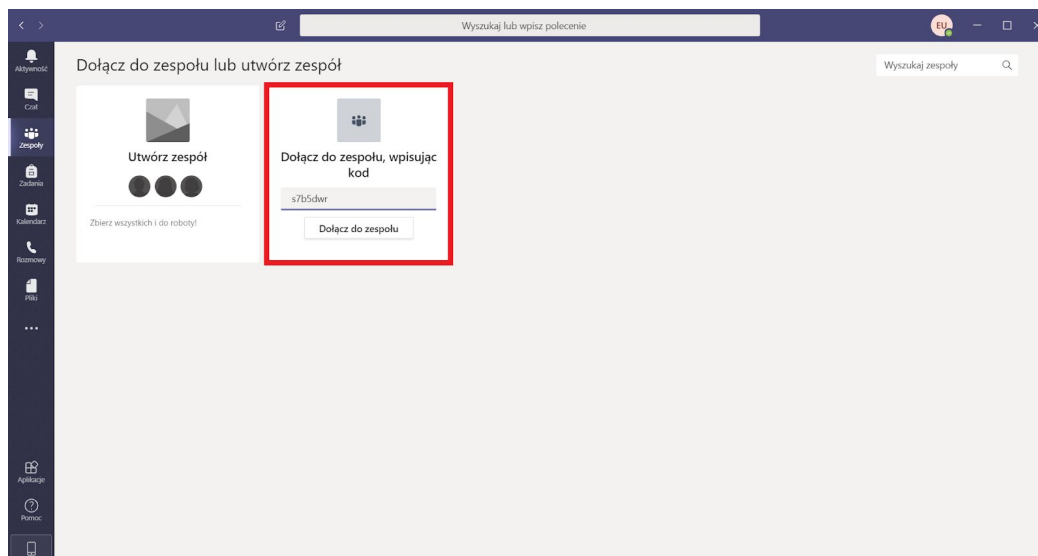 Wyszukaj lub wpisz polecenie
EU
Aktywność
Czat
Zespoły
Zadania
Kalendarz
Rozmowy
Pliki
Aplikacje
Pomoc
Dołącz do zespołu lub utwórz zespół
Wyszukaj zespoły
Utwórz zespół
Zbierz wszystkich i do roboty!
Dołącz do zespołu, wpisując
kod
s7b5dwr
Dołącz do zespołu